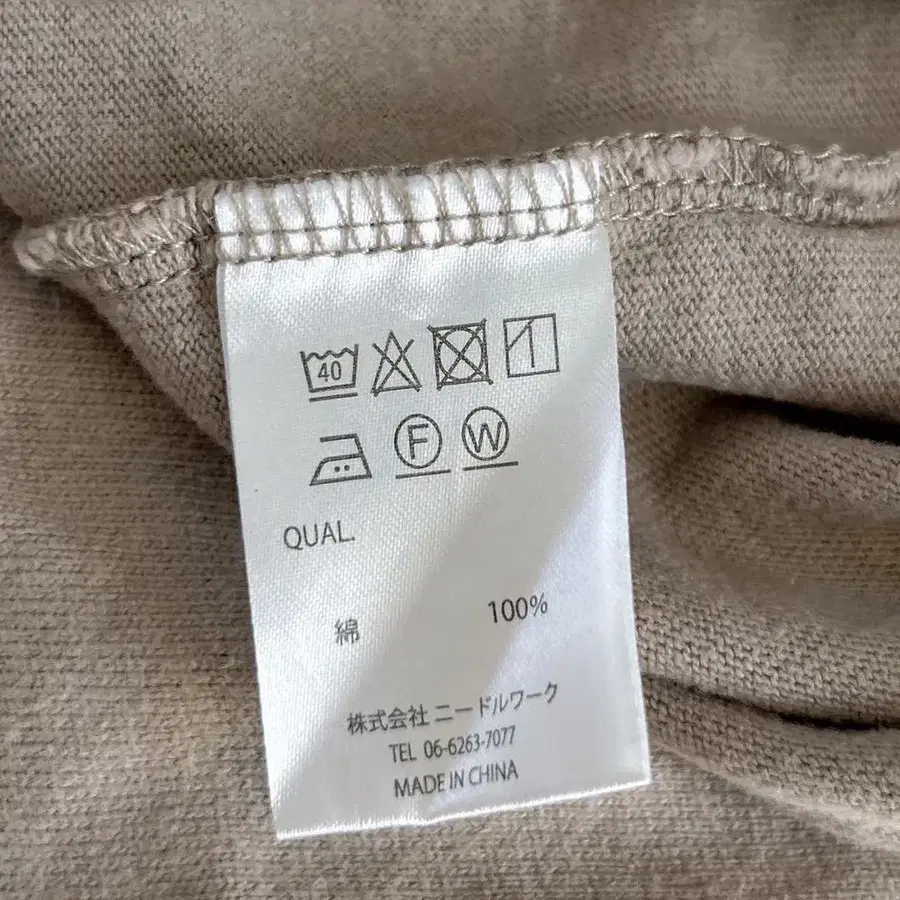 40
F W
QUAL.
綿 100%
株式会社 ニードルワーク
TEL 06-6263-7077
MADE IN CHINA